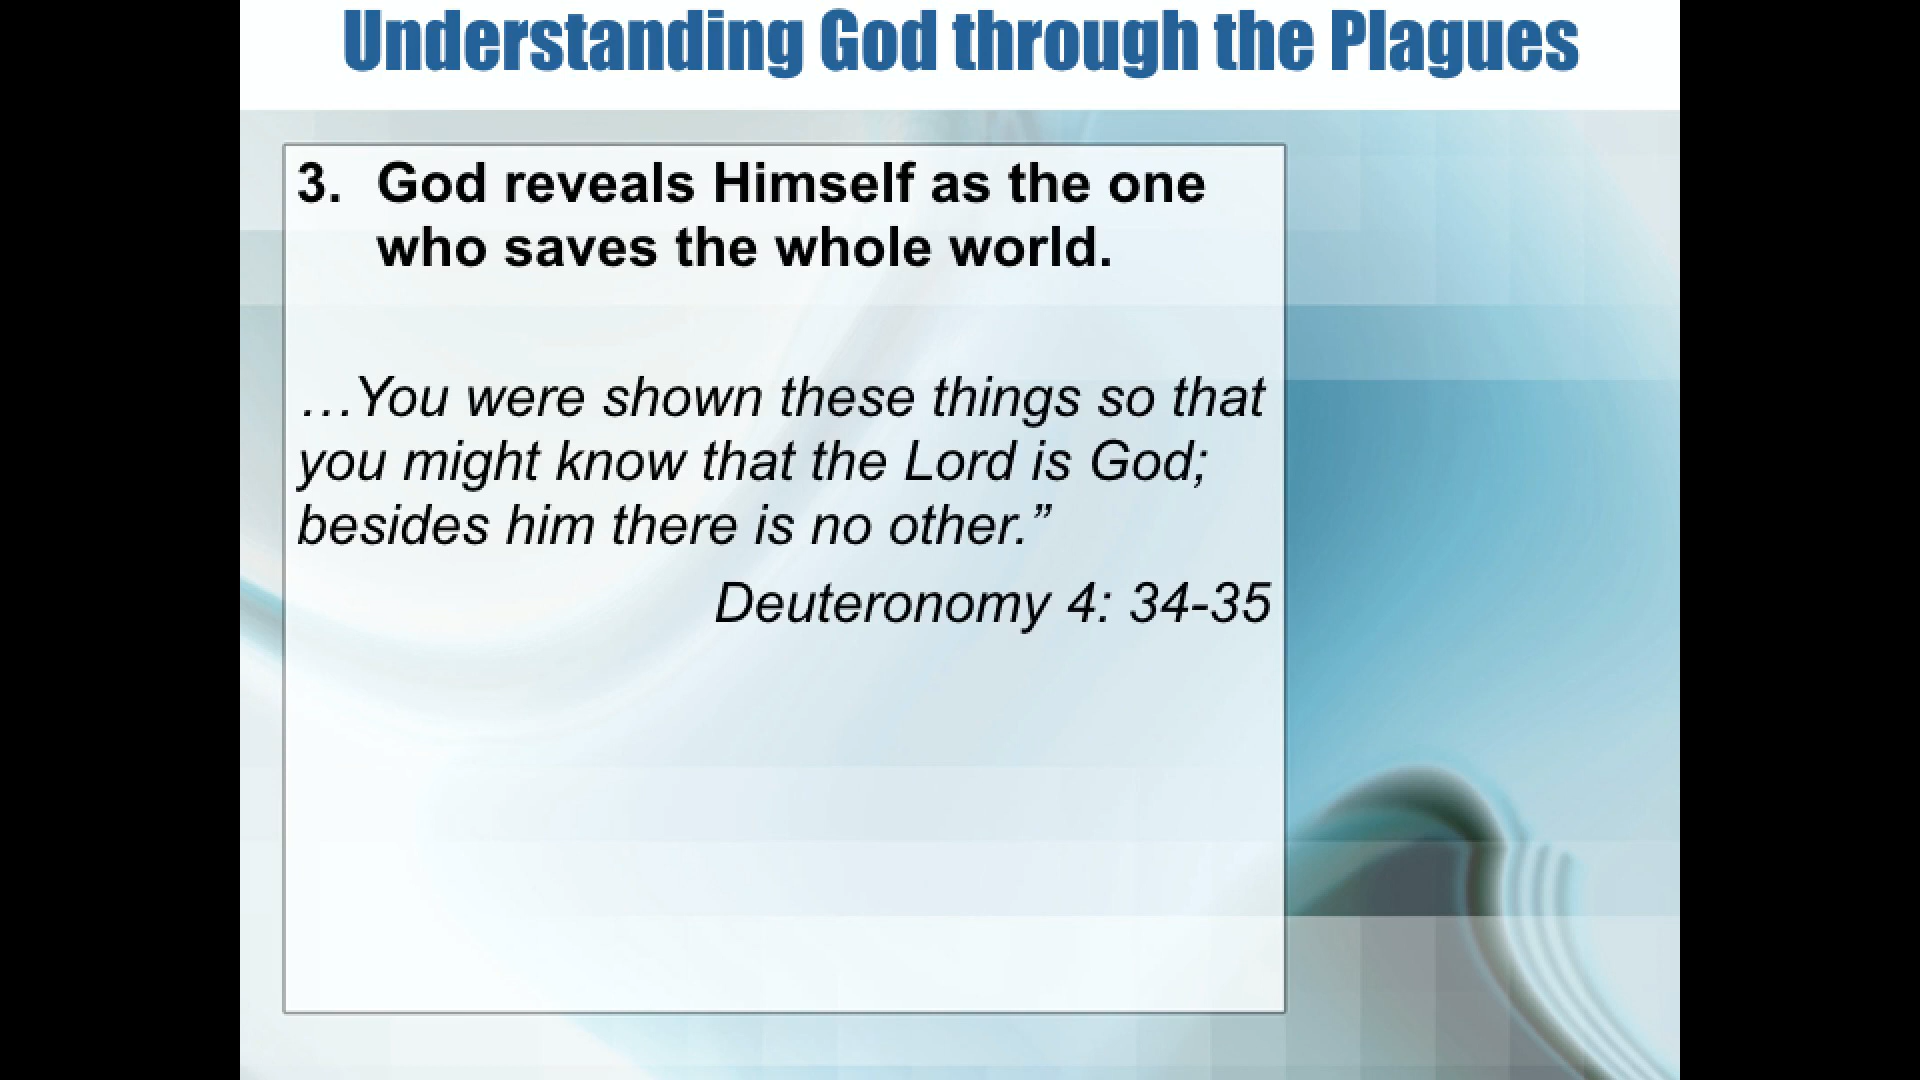 Understanding God through the Plagues
3. God reveals Himself as the one
who saves the whole world.
…You were shown these things so that
you might know that the Lord is God;
besides him there is no other.”
Deuteronomy 4: 34-35